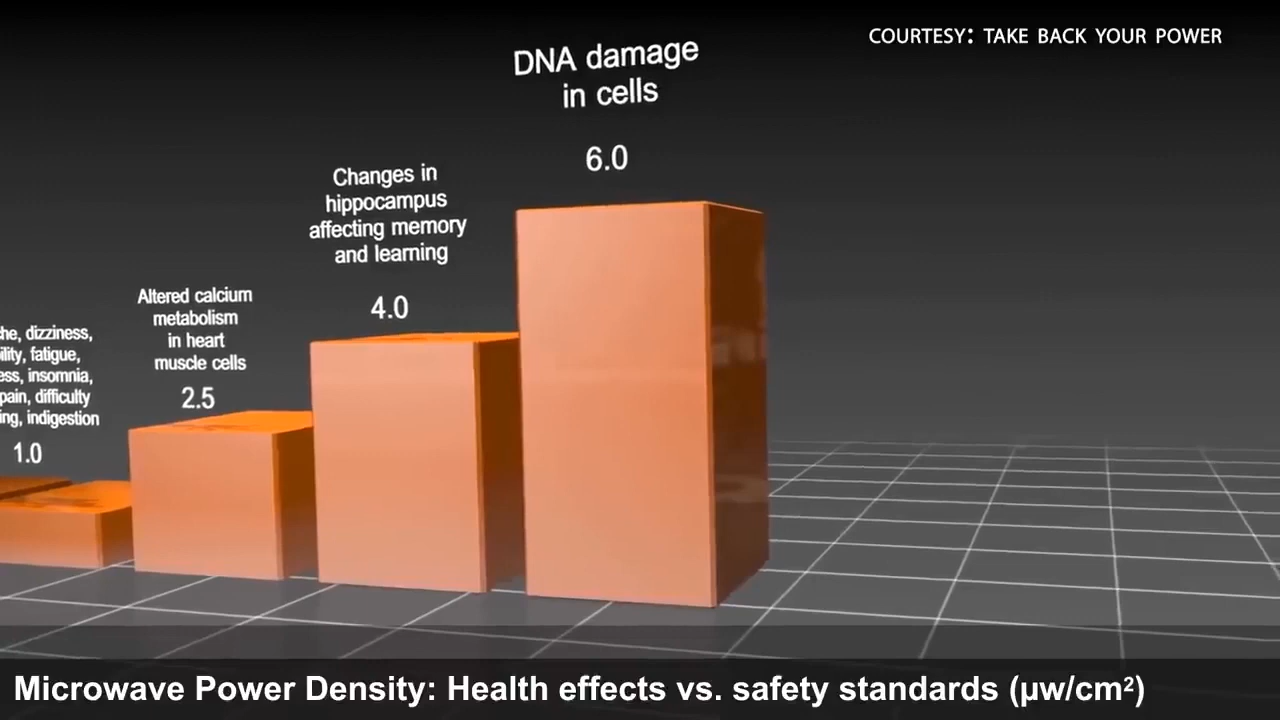 COURTESY: TAKE BACK YOUR POWER
DNA damage
in cells
6.0
Changes in
hippocampus
affecting memory
and learning
4.0
Altered calcium
metabolism
in heart
muscle cells
2.5
dizziness,
fatigue,
insomnia,
pain, difficulty
indigestion
1.0
Microwave Power Density: Health effects vs. safety standards (µw/cm²)